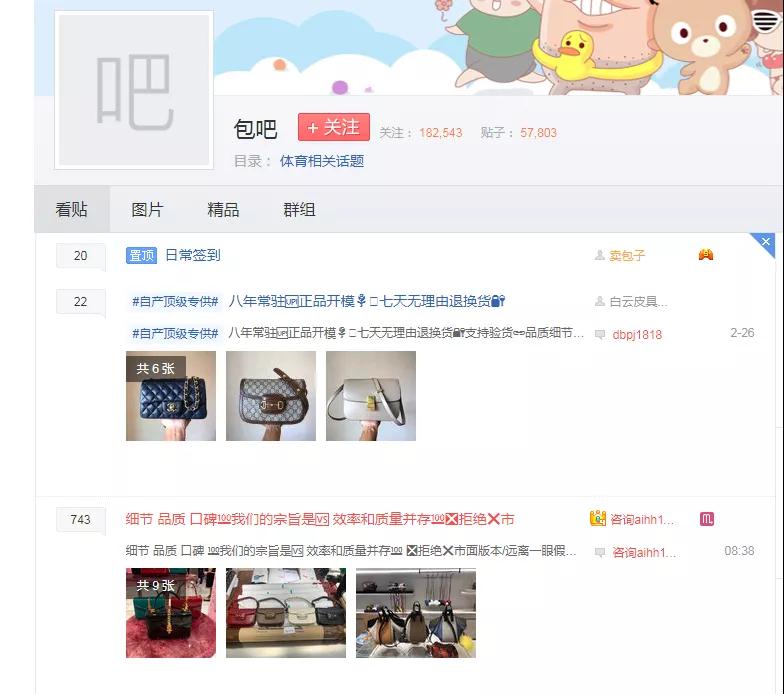 吧
包吧
+ 关注
关注： 182,543 贴子： 57,803
目录： 体育相关话题
看贴 图片 精品 群组
20 置顶 日常签到 卖包子
22 #自产顶级专供# 八年常驻🆙正品开模⚘七天无理由退换货🔐 白云皮具...
#自产顶级专供# 八年常驻🆙正品开模⚘七天无理由退换货🔐支持验货品质细节... dbpj1818 2-26
共 6 张
743 细节 品质 口碑💯我们的宗旨是🆚 效率和质量并存💯❎拒绝❌市 咨询aihh1...
细节 品质 口碑 💯我们的宗旨是🆚 效率和质量并存💯 ❎拒绝❌市面版本/远离一眼假... 咨询aihh1... 08:38
共 9 张